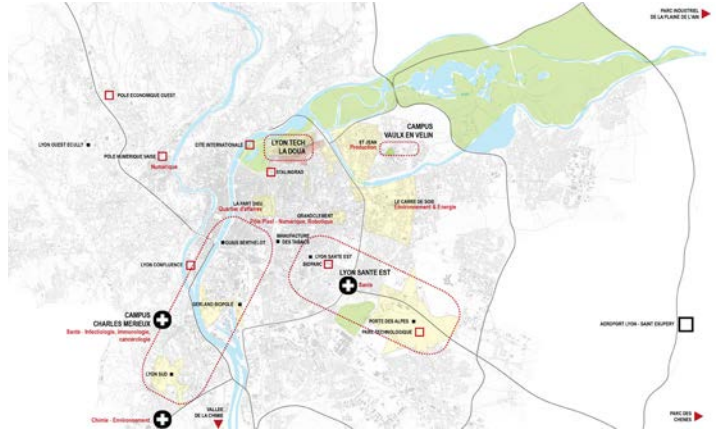 PARC INDUSTRIEL
DE LA PLAINE DE L'AIN
POLE ECONOMIQUE OUEST
LYON OUEST ECULLY
CITE INTERNATIONALE
LYON TECH
LA DOUA
CAMPUS
VAULX EN VELIN
ST JEAN
Production
POLE NUMERIQUE VAISE
Numérique
STALINGRAD
LA PART DIEU
Quartier d'affaires
LE CARRE DE SOIE
Environnement & Energie
GRANDCLEMENT
Pôle Pixel - Numérique, Robotique
QUAIS BERTHELOT
MANUFACTURE
DES TABACS
LYON SANTE EST
BIOPARC
LYON CONFLUENCE
LYON SANTE EST
Santé
GERLAND BIOPOLE
CAMPUS
CHARLES MERIEUX
Santé - Infectiologie, immunologie,
cancérologie
PORTE DES ALPES
PARC TECHNOLOGIQUE
AEROPORT LYON - SAINT EXUPERY
LYON SUD
VALLEE
DE LA CHIMIE
Chimie - Environnement
PARC DES
CHENES